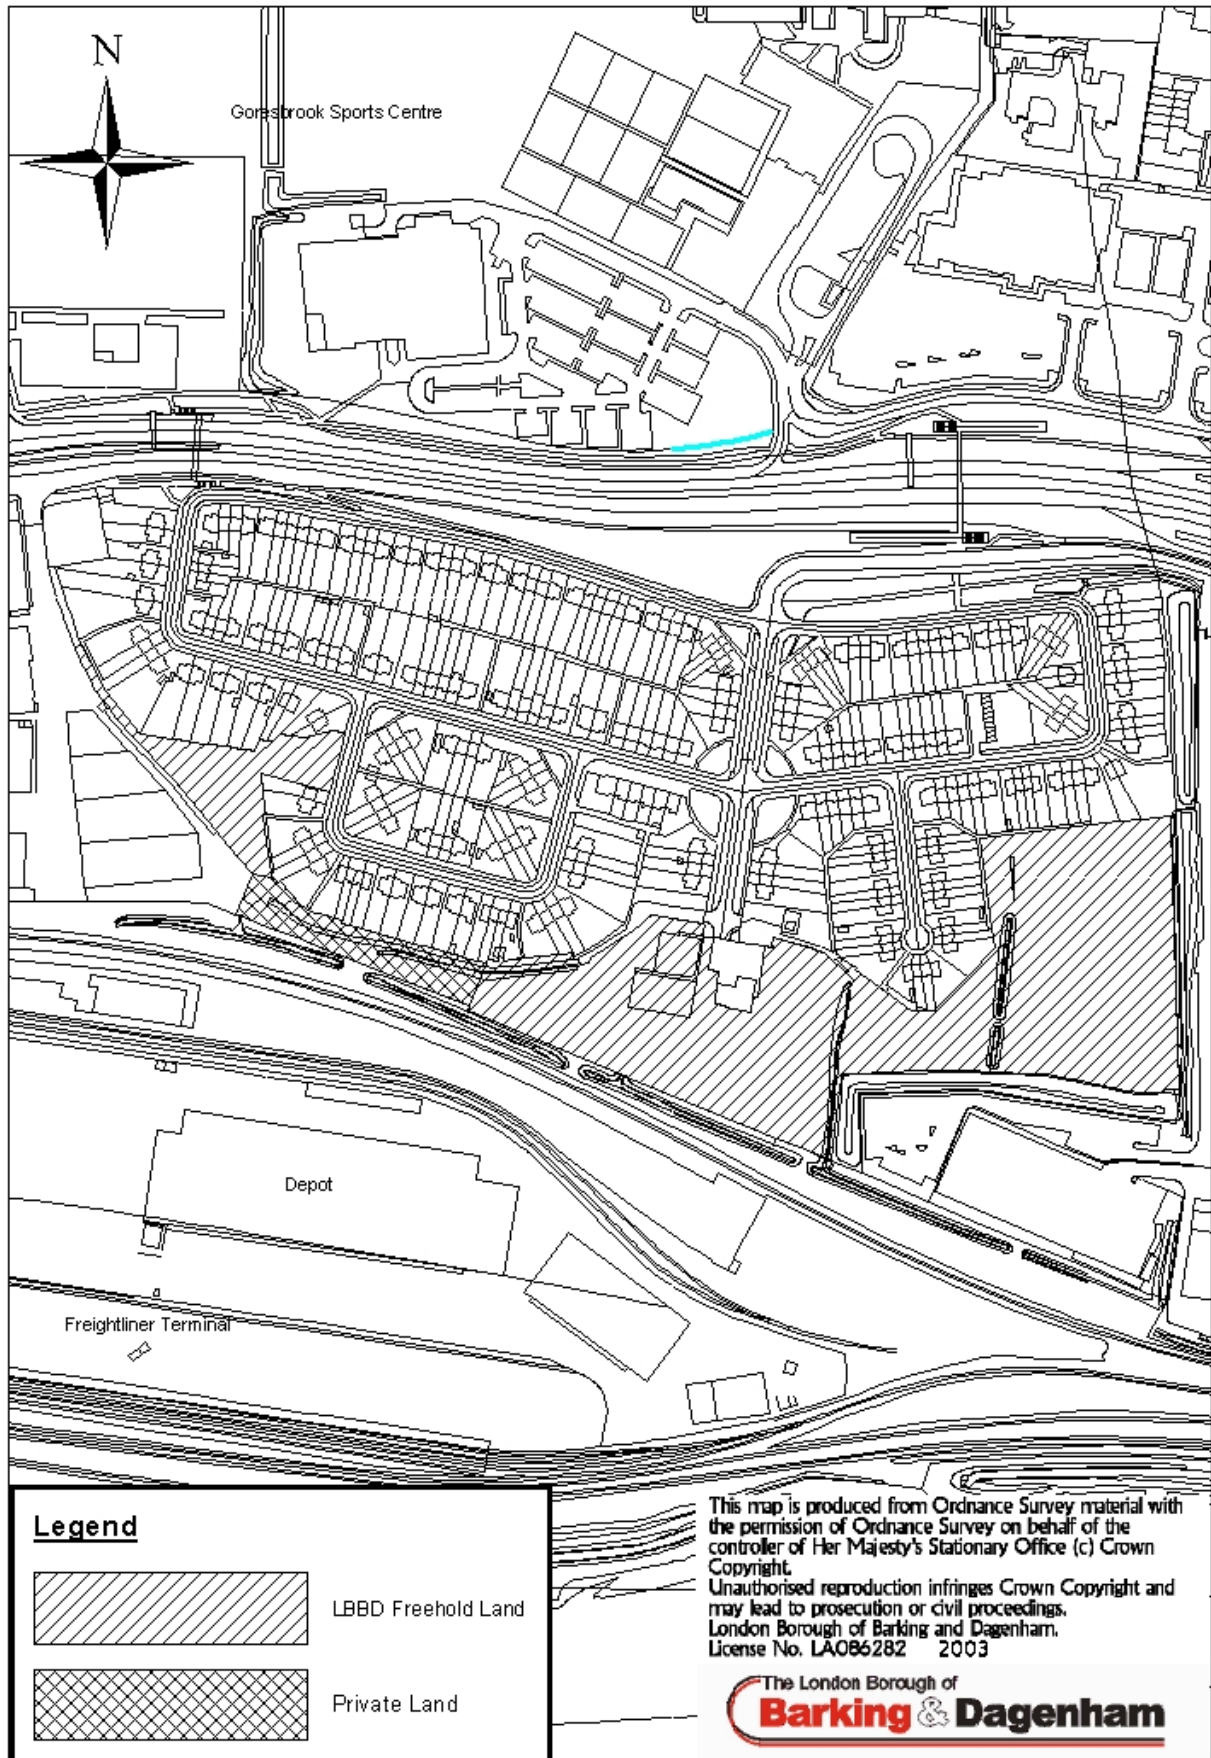 N
Goresbrook Sports Centre
Depot
Freightliner Terminal
Legend
LBBD Freehold Land
Private Land
This map is produced from Ordnance Survey material with
the permission of Ordnance Survey on behalf of the
controller of Her Majesty's Stationary Office (c) Crown
Copyright.
Unauthorised reproduction infringes Crown Copyright and
may lead to prosecution or civil proceedings.
London Borough of Barking and Dagenham.
License No. LA086282 2003
The London Borough of
Barking & Dagenham